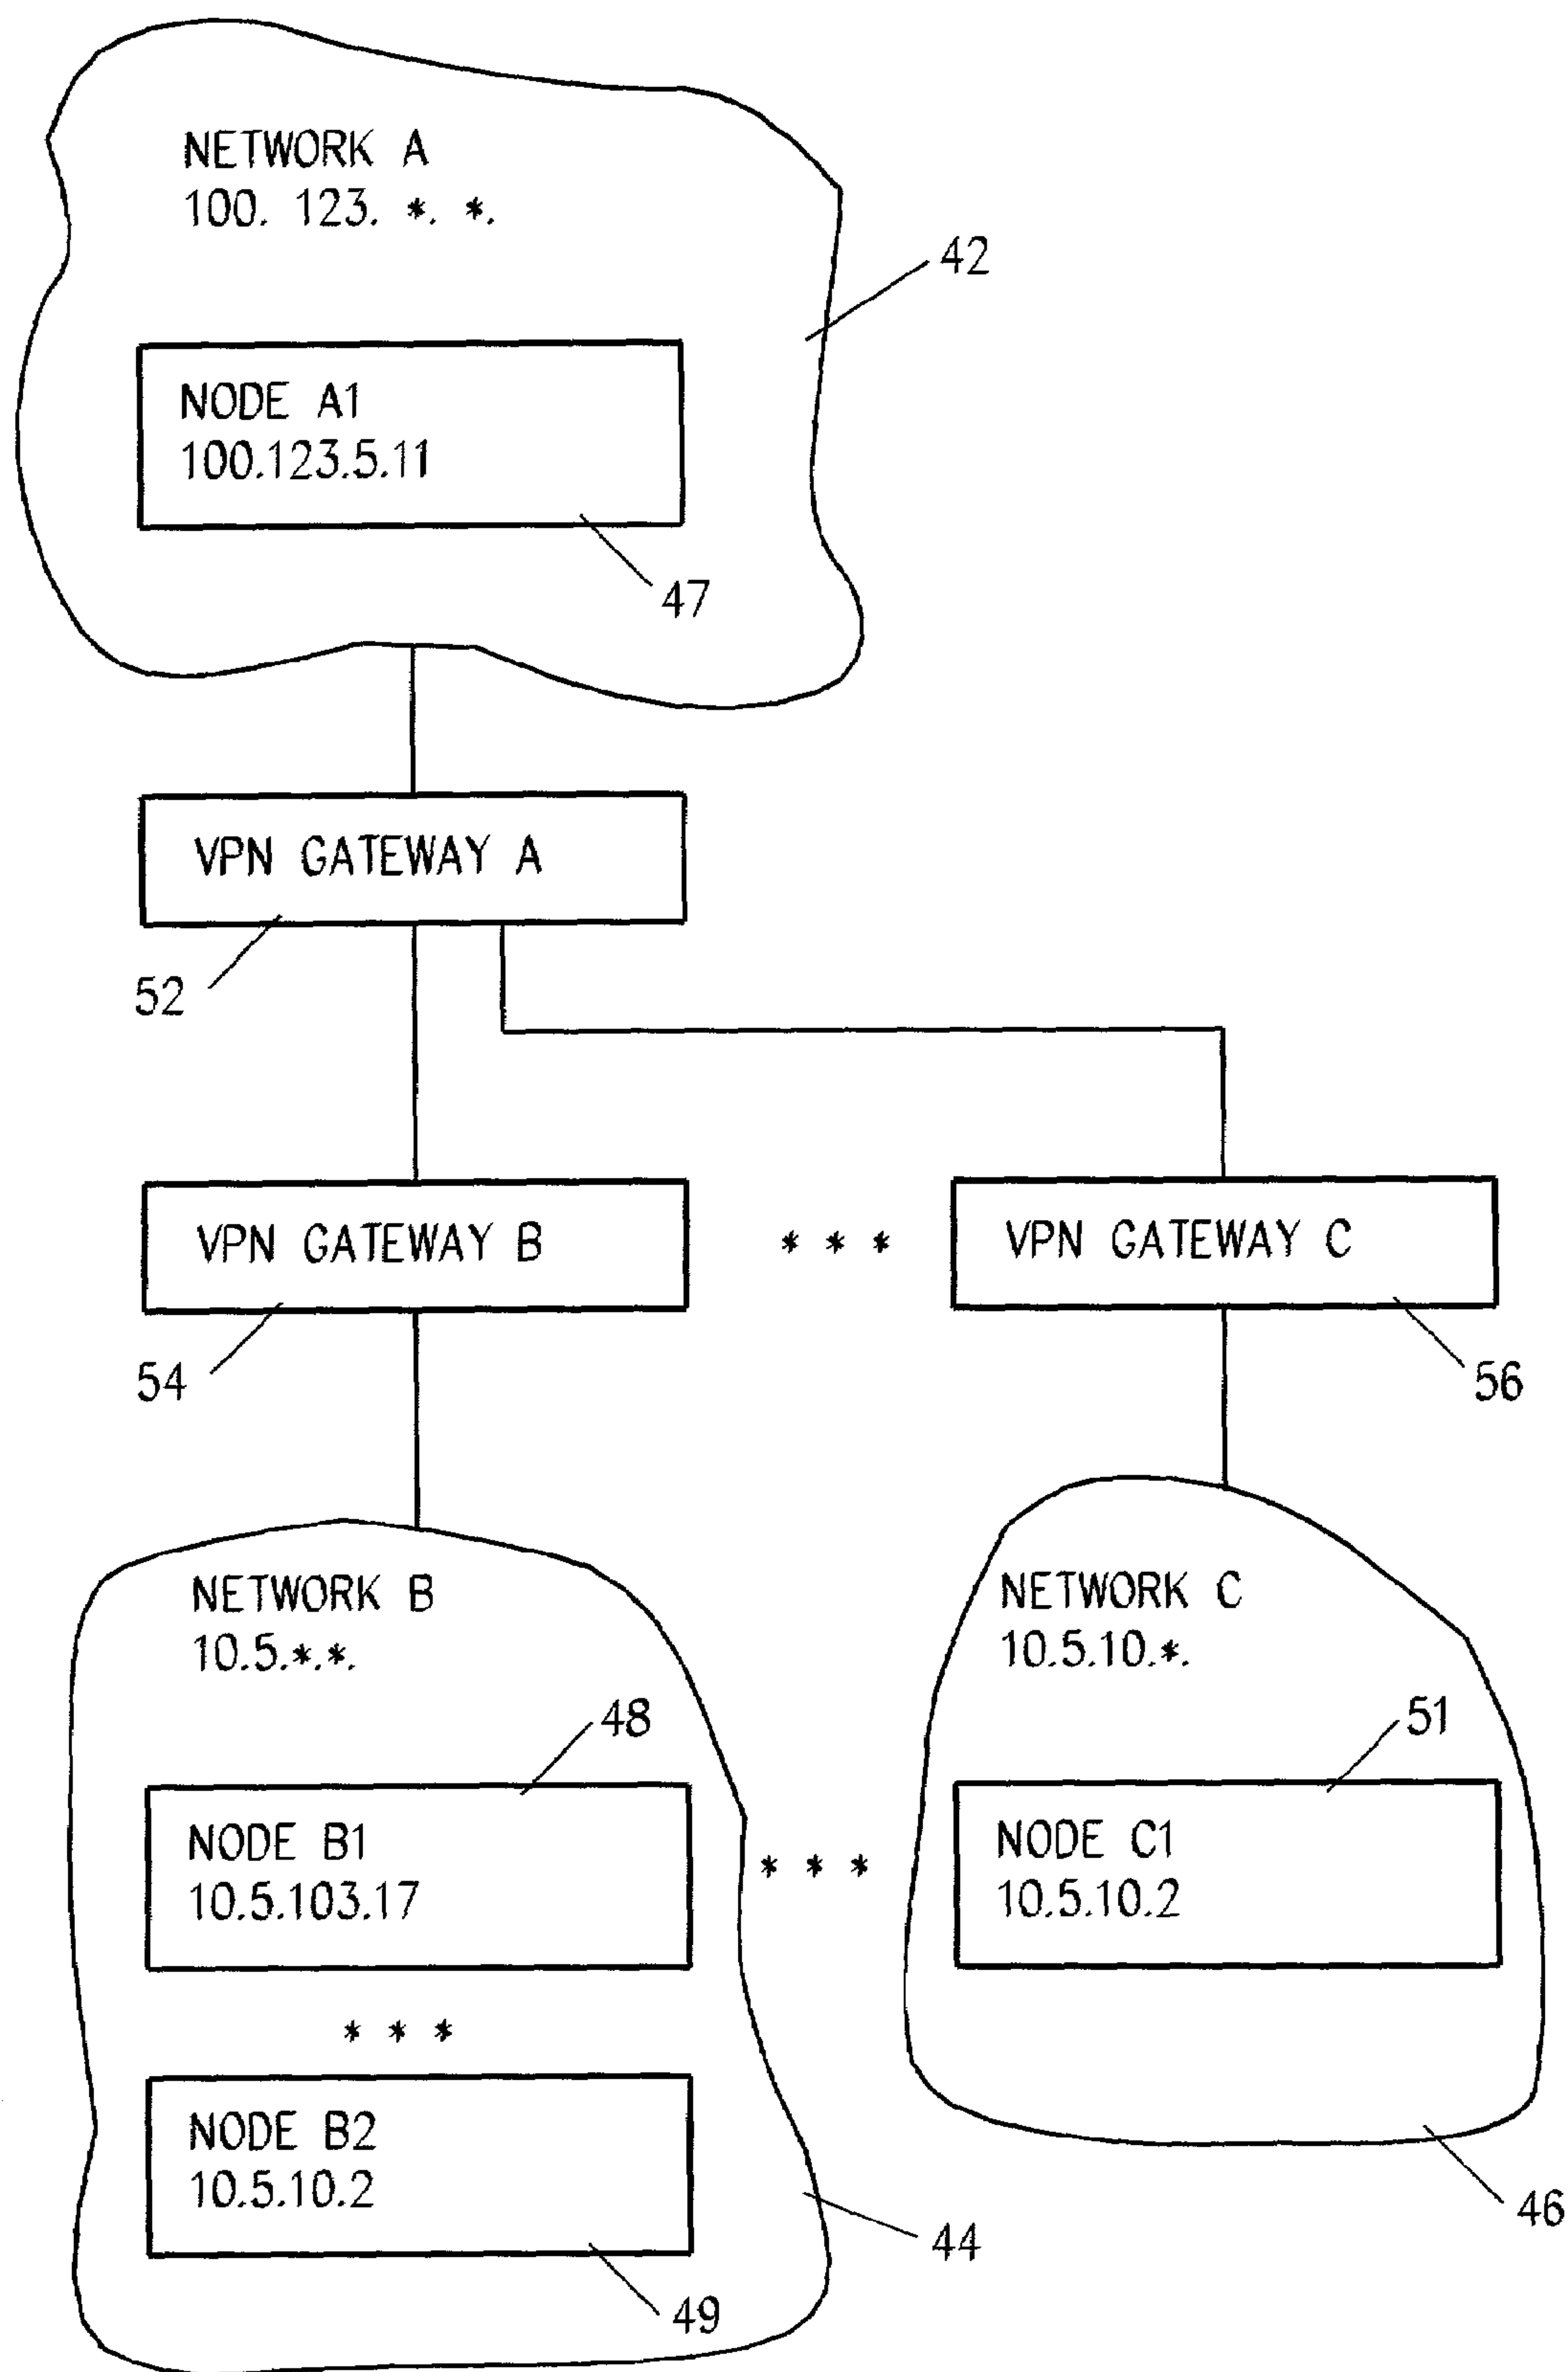 NETWORK A
100. 123. *. *.
42
NODE A1
100.123.5.11
47
VPN GATEWAY A
52
VPN GATEWAY B
* * *
VPN GATEWAY C
54
56
NETWORK B
10.5.*.*.
NETWORK C
10.5.10.*.
48
51
NODE B1
10.5.103.17
* * *
NODE C1
10.5.10.2
* * *
NODE B2
10.5.10.2
44
46
49